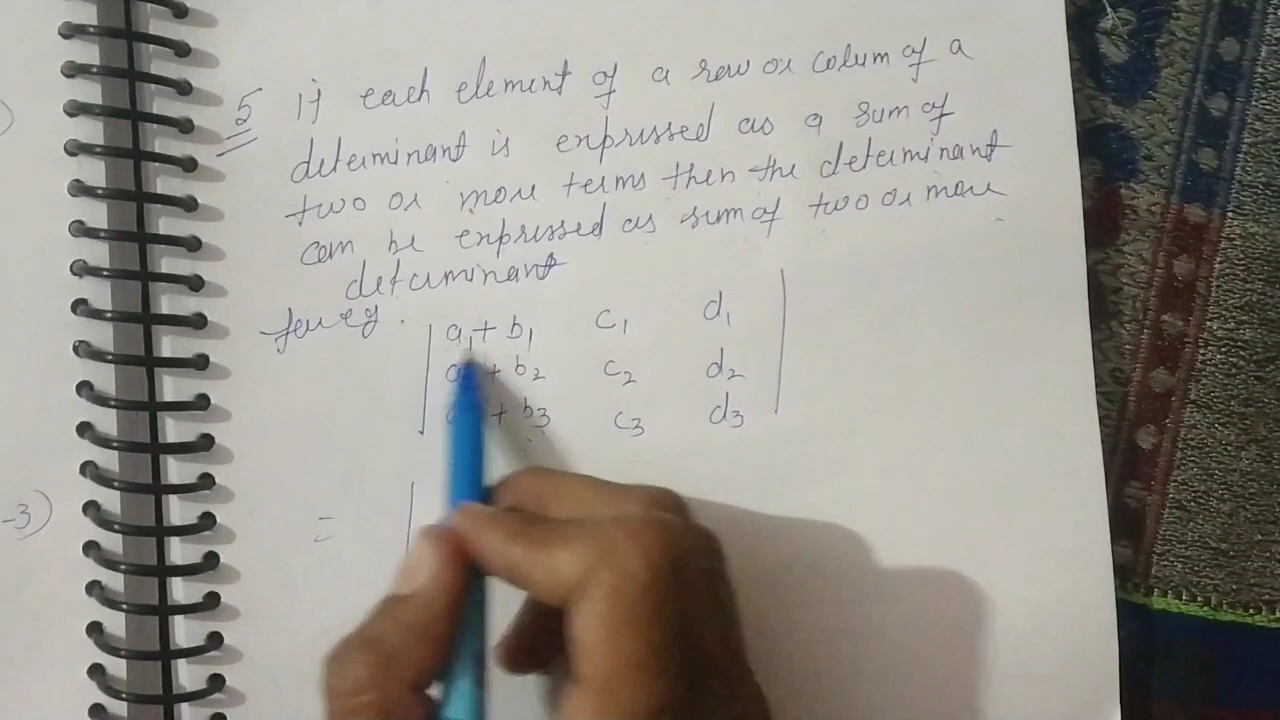 5 If each element of a row or colum of a
determinant is expressed as a sum of
two or more terms then the determinant
can be expressed as sum of two or more
determinant
for eg.
| a₁ + b₁ c₁ d₁ |
a + b₂ c₂ d₂
+ b₃ c₃ d₃
= |
-3)